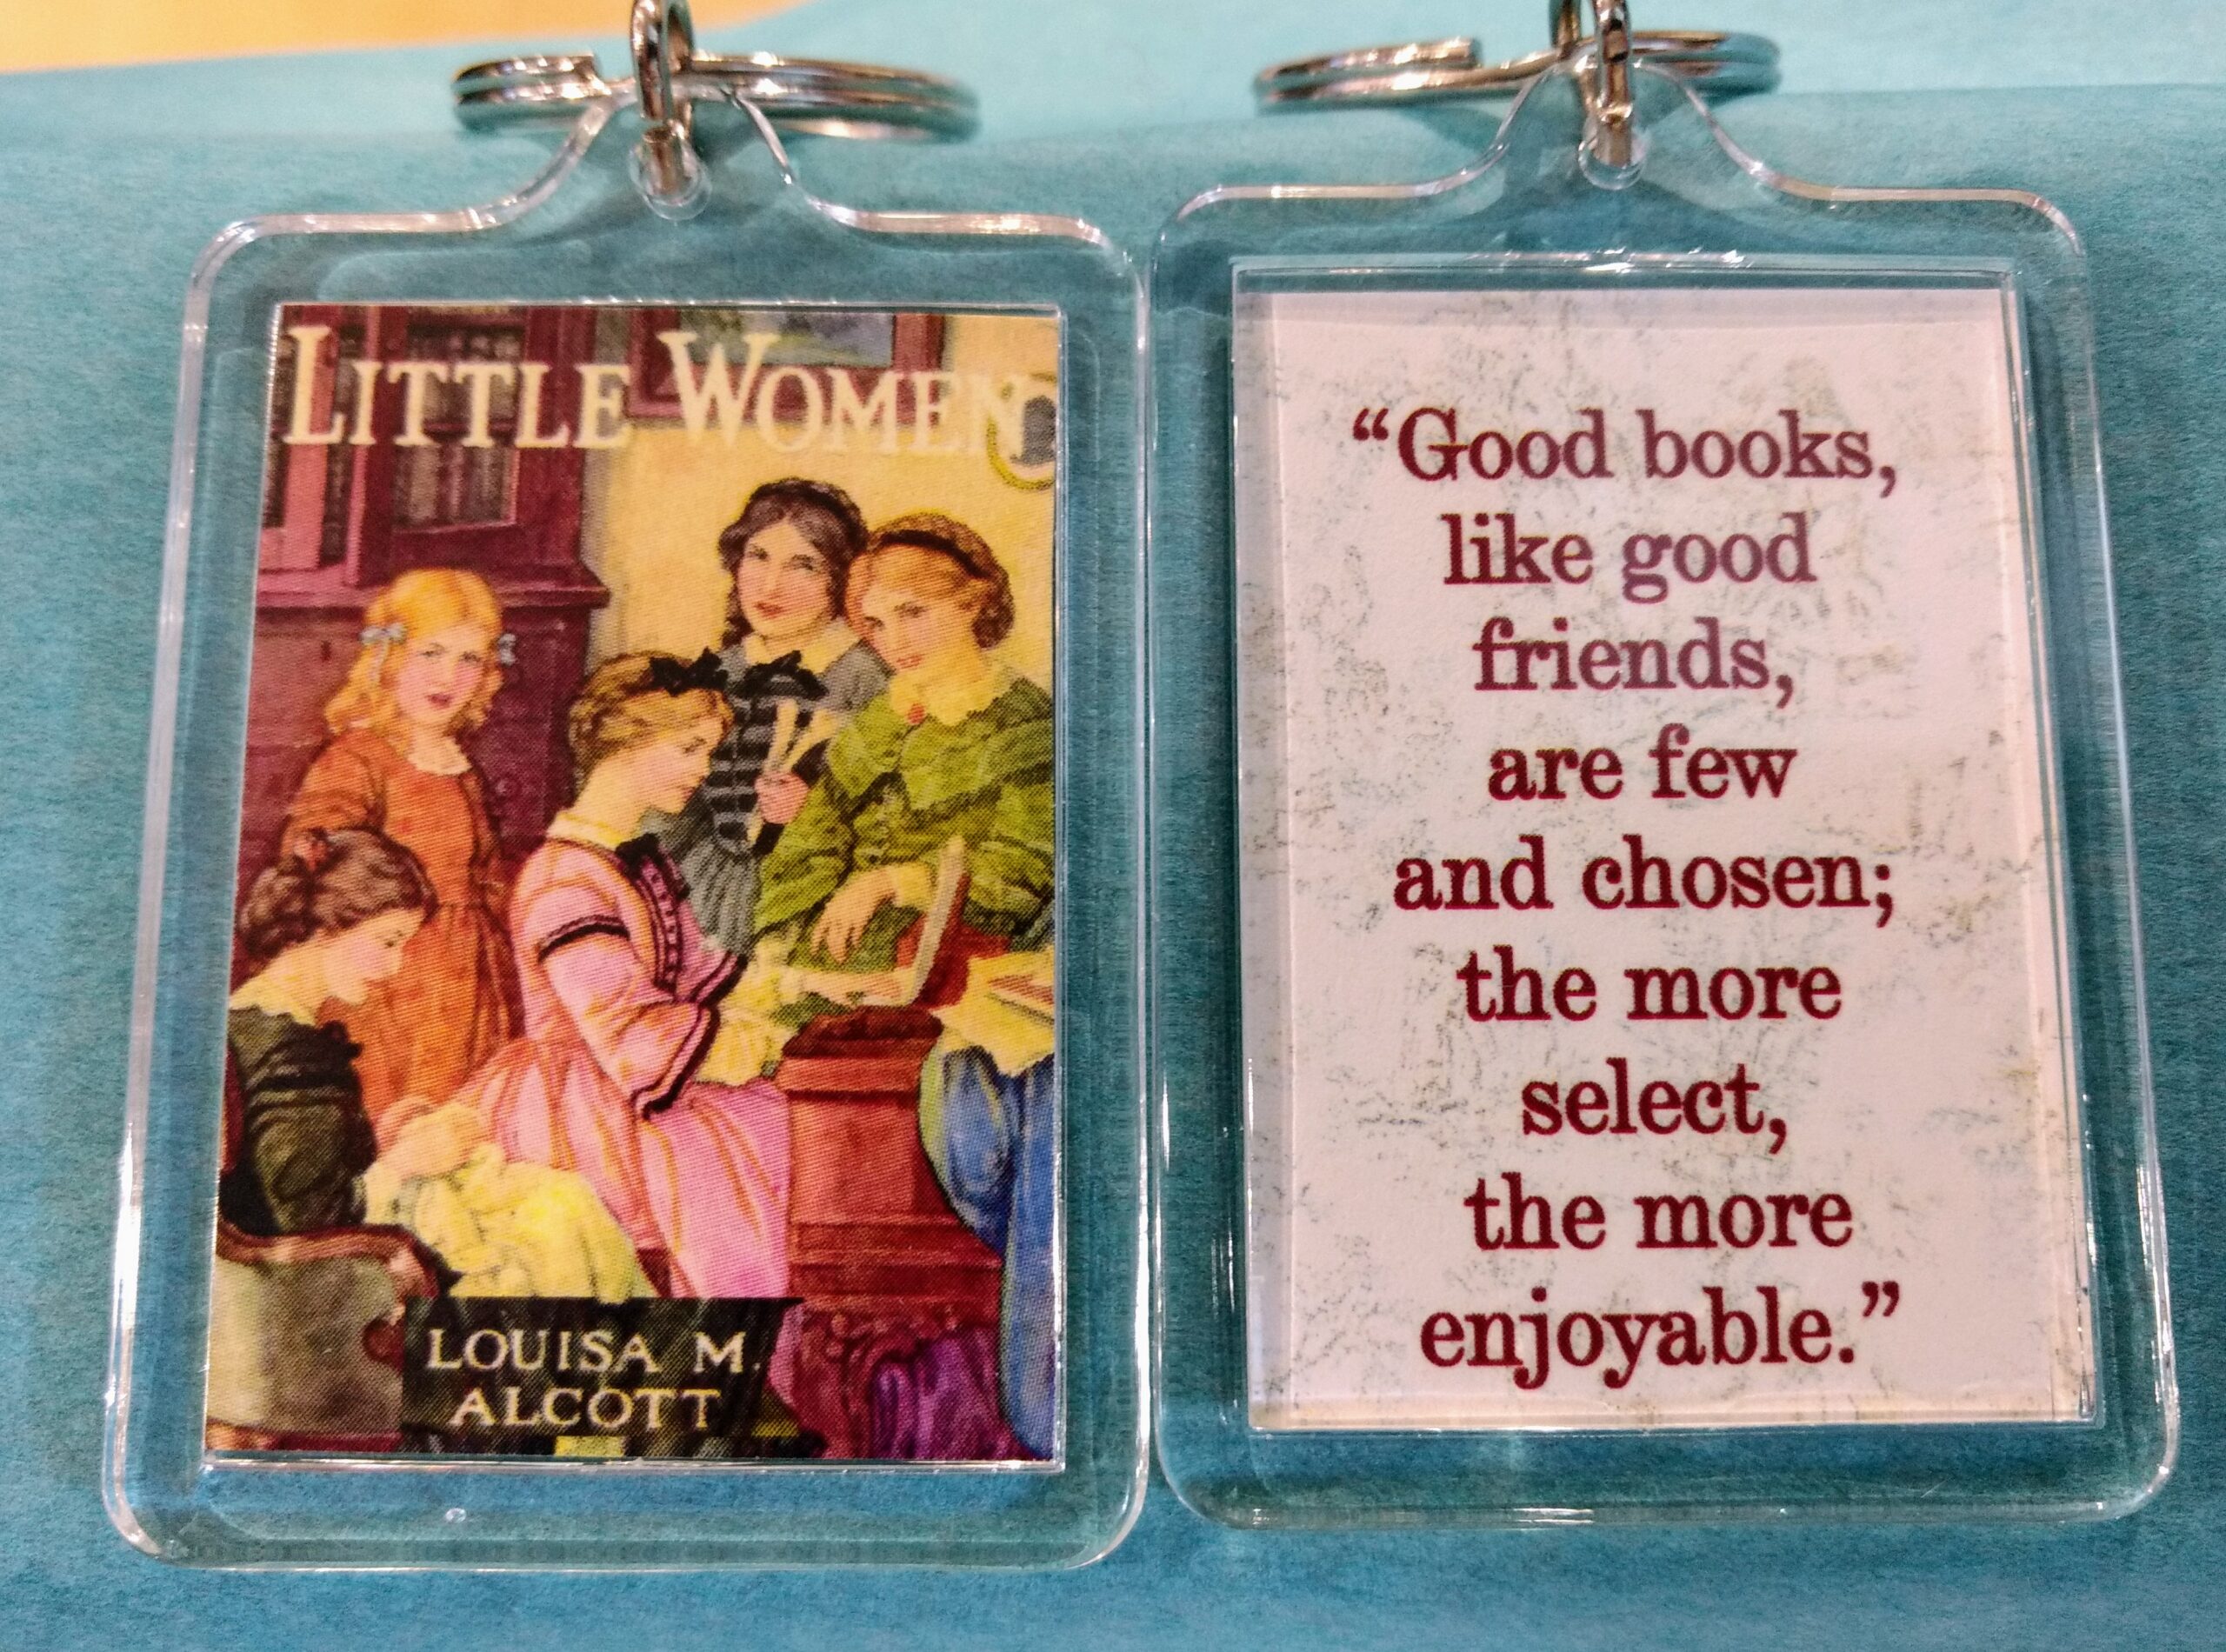 LITTLE WOMEN
LOUISA M.
ALCOTT
“Good books,
like good
friends,
are few
and chosen;
the more
select,
the more
enjoyable.”